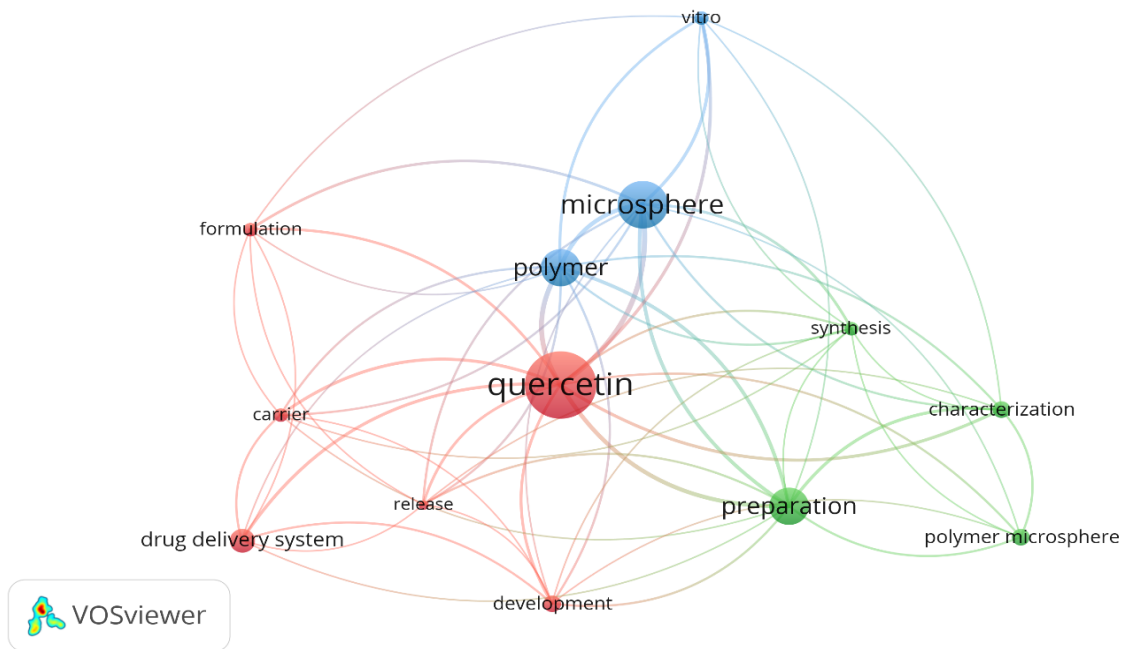 vitro
microsphere
formulation
polymer
synthesis
quercetin
carrier
characterization
release
preparation
drug delivery system
polymer microsphere
development
VOSviewer